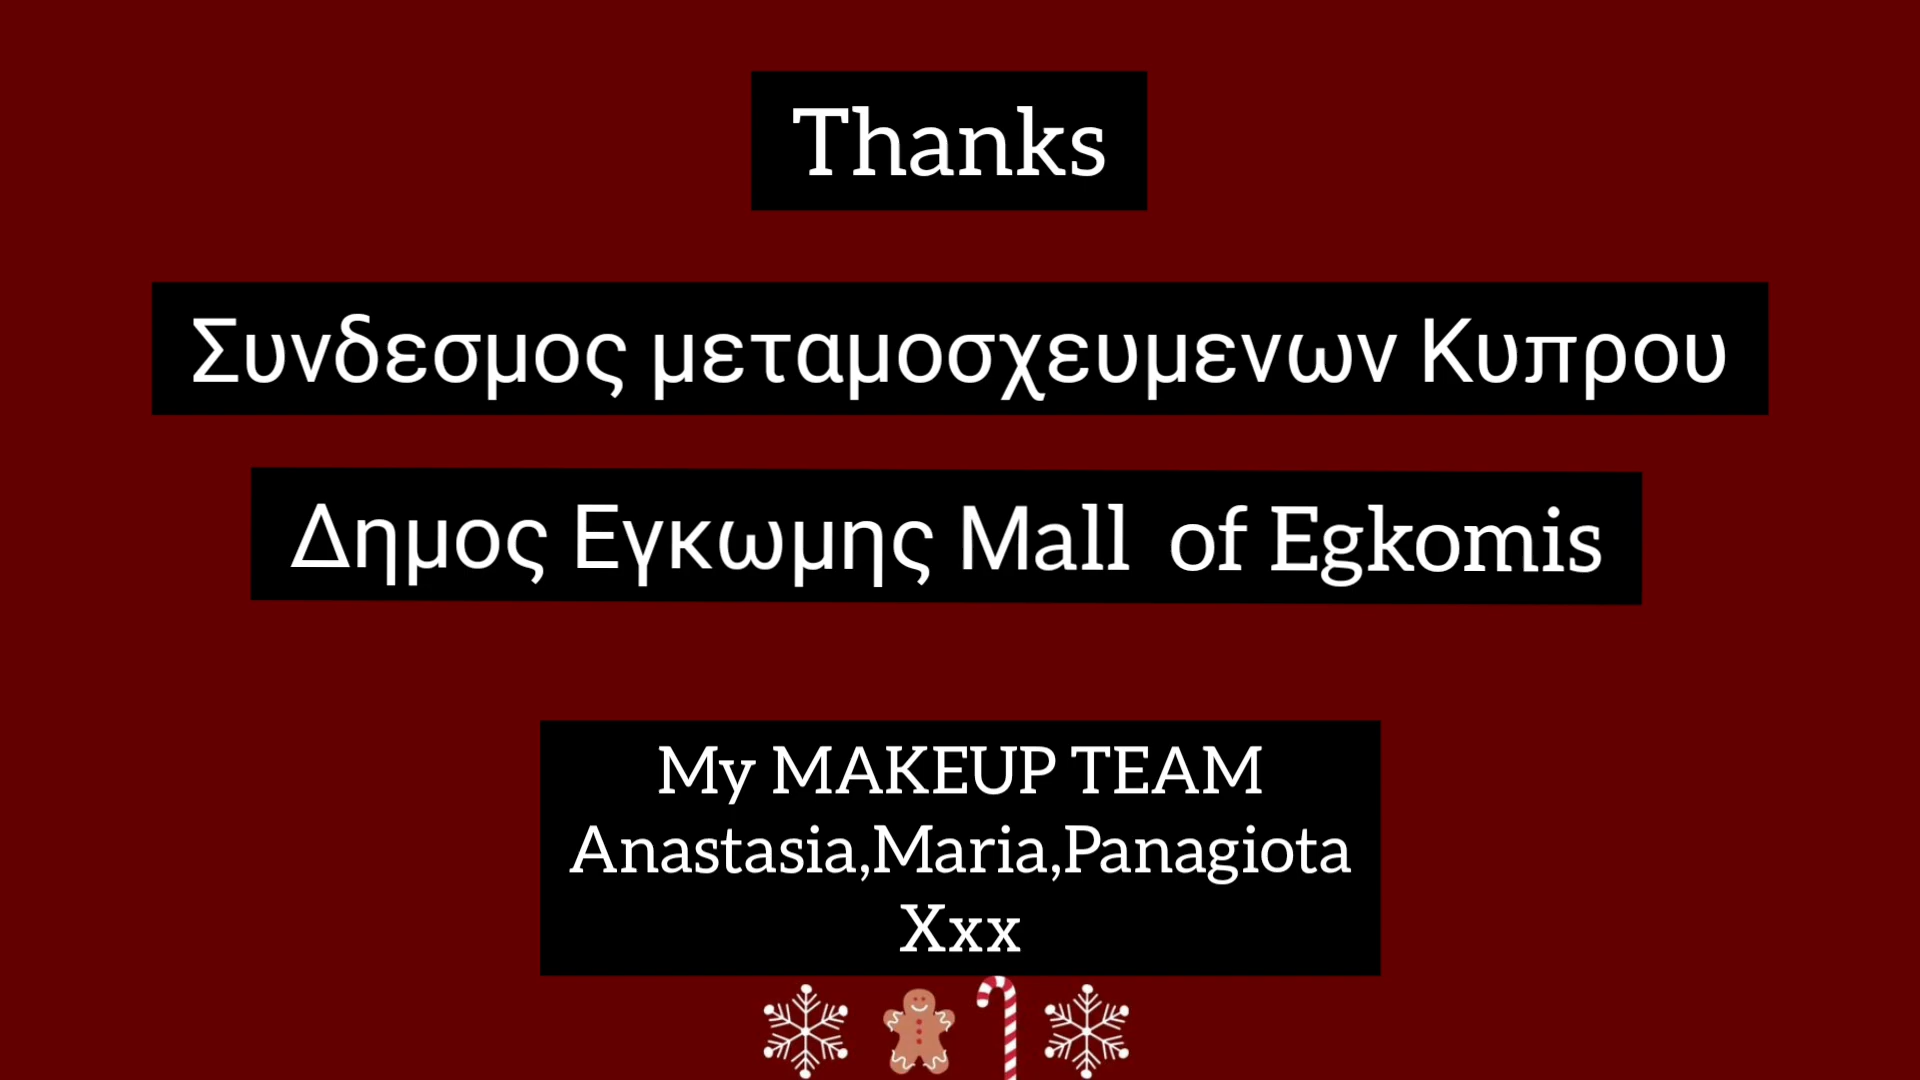 Thanks
Συνδεσμος μεταμοσχευμενων Κυπρου
Δημος Εγκωμης Mall of Egkomis
My MAKEUP TEAM
Anastasia,Maria,Panagiota
Xxx